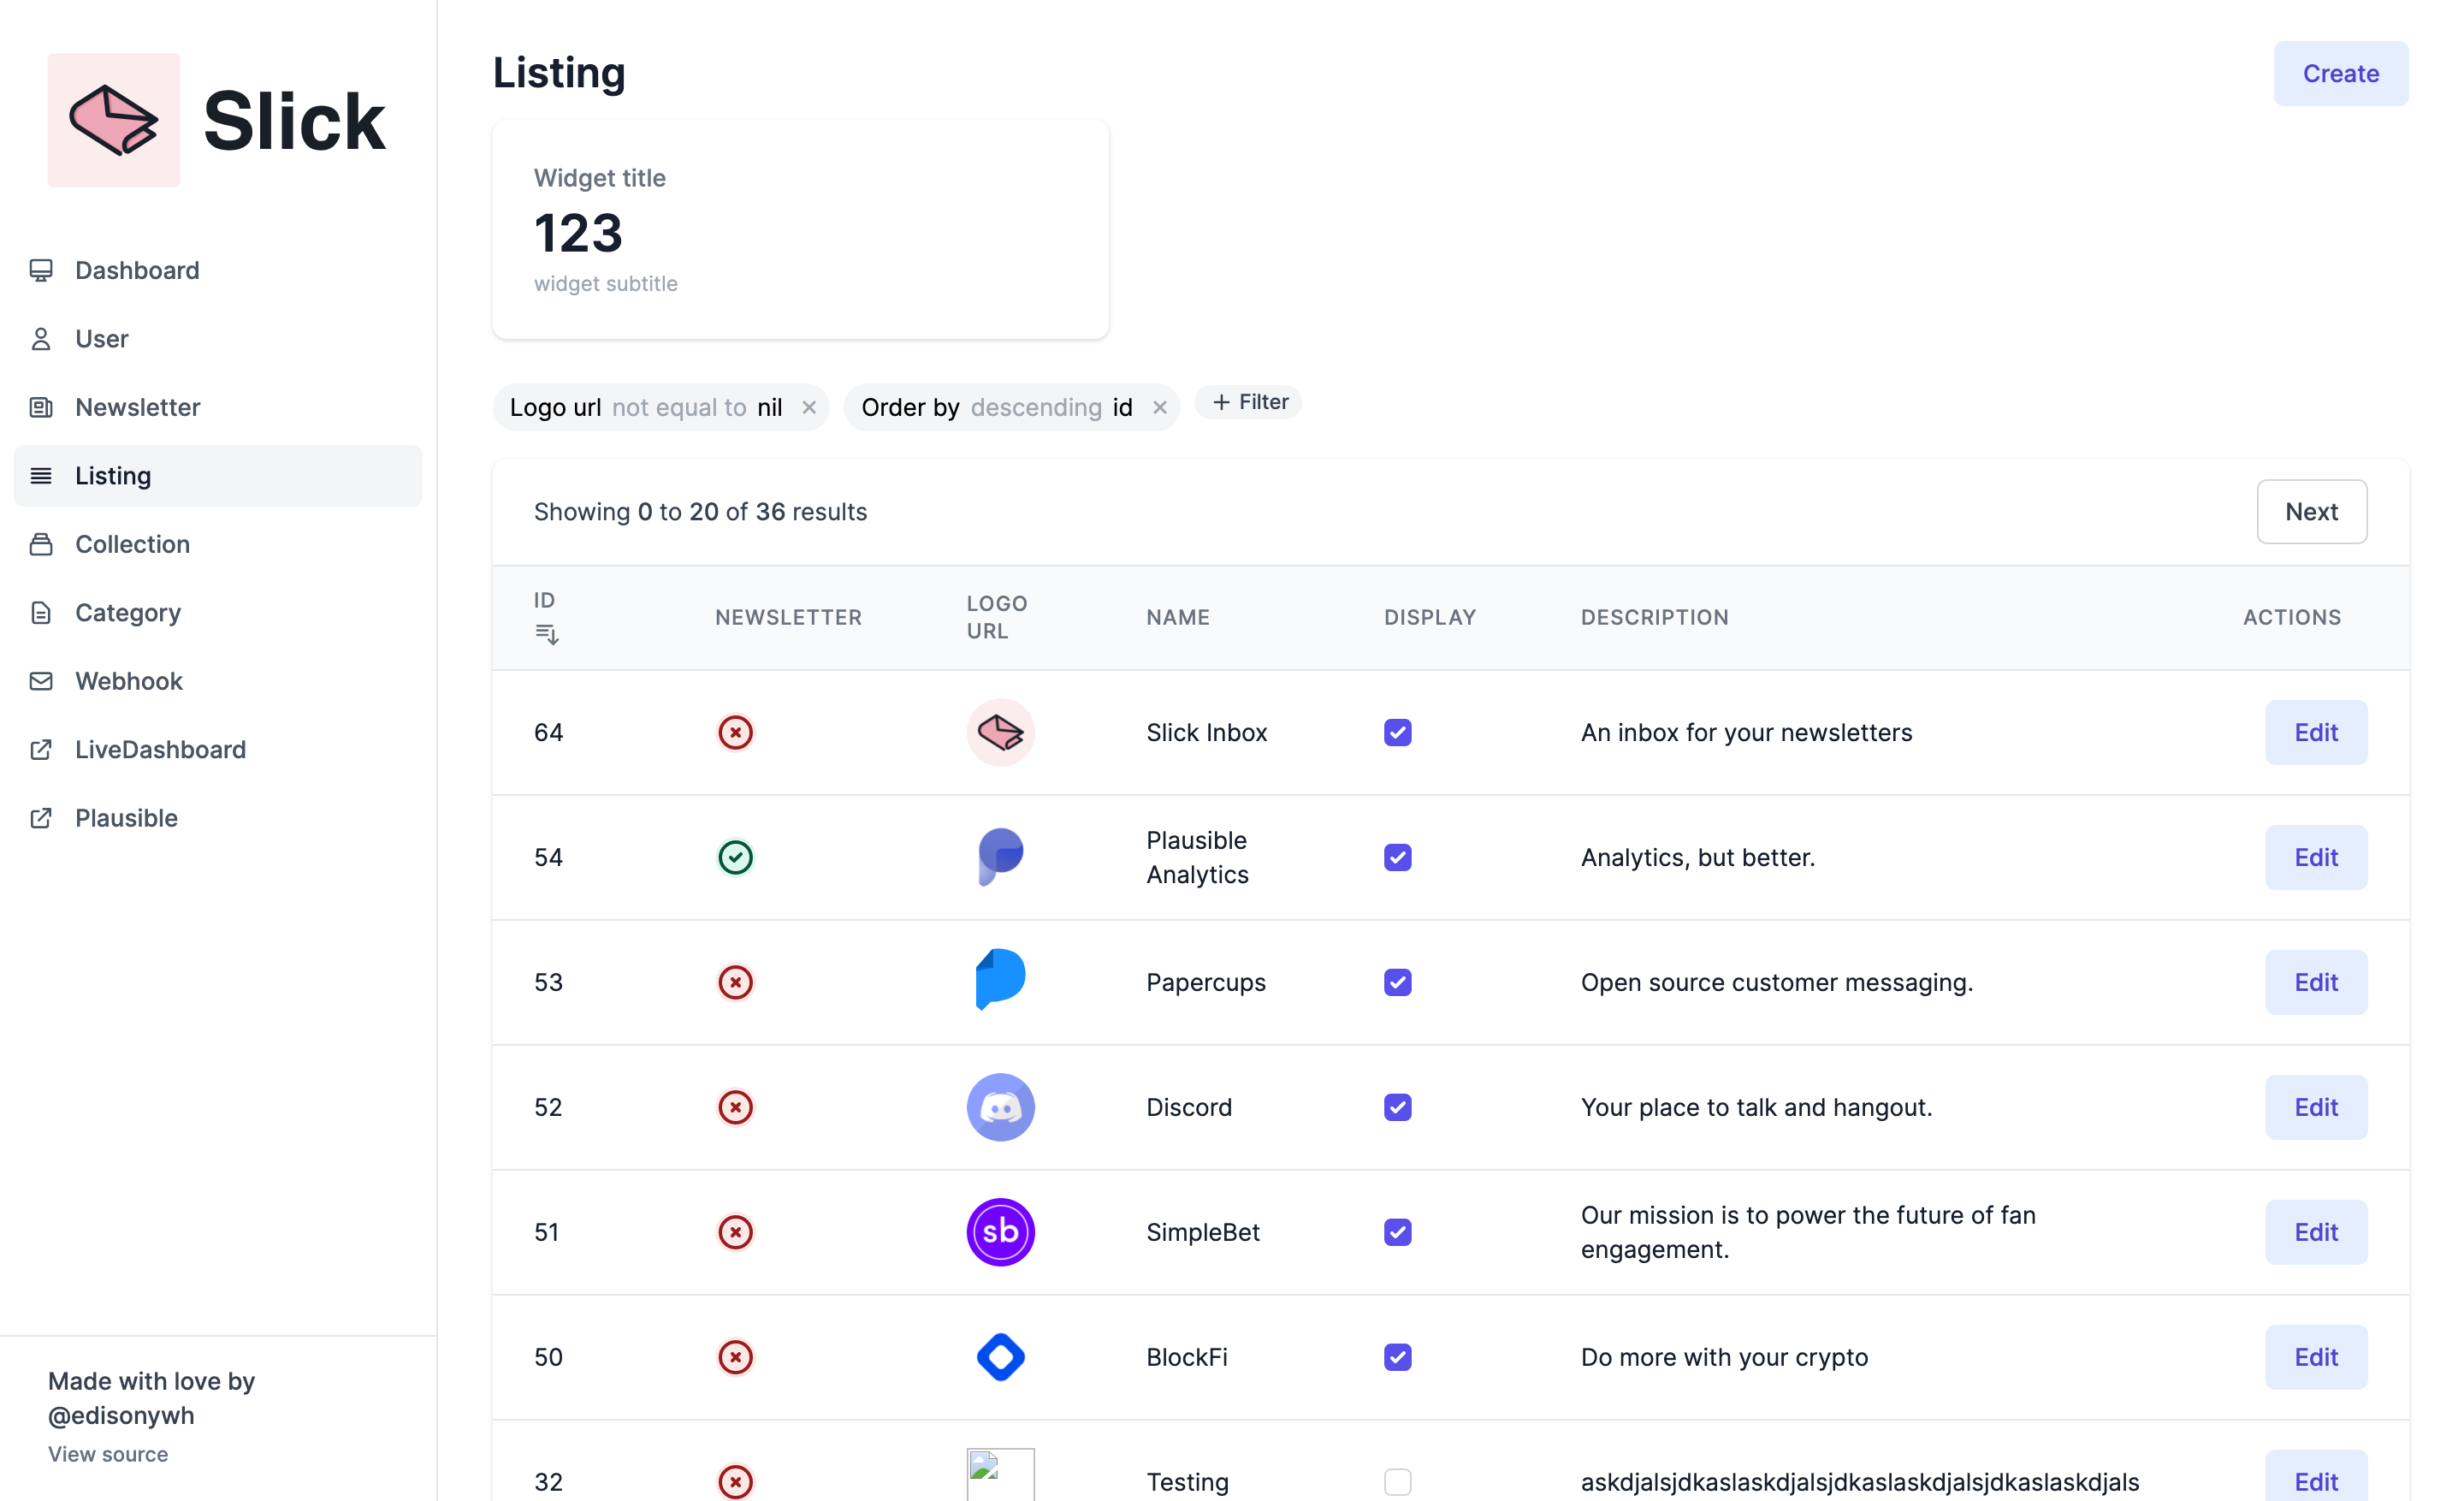 Slick
Dashboard
User
Newsletter
Listing
Collection
Category
Webhook
LiveDashboard
Plausible
Made with love by
@edisonywh
View source
Listing
Create
Widget title
123
widget subtitle
Logo url not equal to nil ×
Order by descending id ×
+ Filter
Showing 0 to 20 of 36 results
Next
ID NEWSLETTER LOGO URL NAME DISPLAY DESCRIPTION ACTIONS
64 Slick Inbox An inbox for your newsletters Edit
54 Plausible Analytics Analytics, but better. Edit
53 Papercups Open source customer messaging. Edit
52 Discord Your place to talk and hangout. Edit
51 sb SimpleBet Our mission is to power the future of fan
engagement. Edit
50 BlockFi Do more with your crypto Edit
32 Testing askdjalsjdkaslaskdjalsjdkaslaskdjalsjdkaslaskdjals Edit